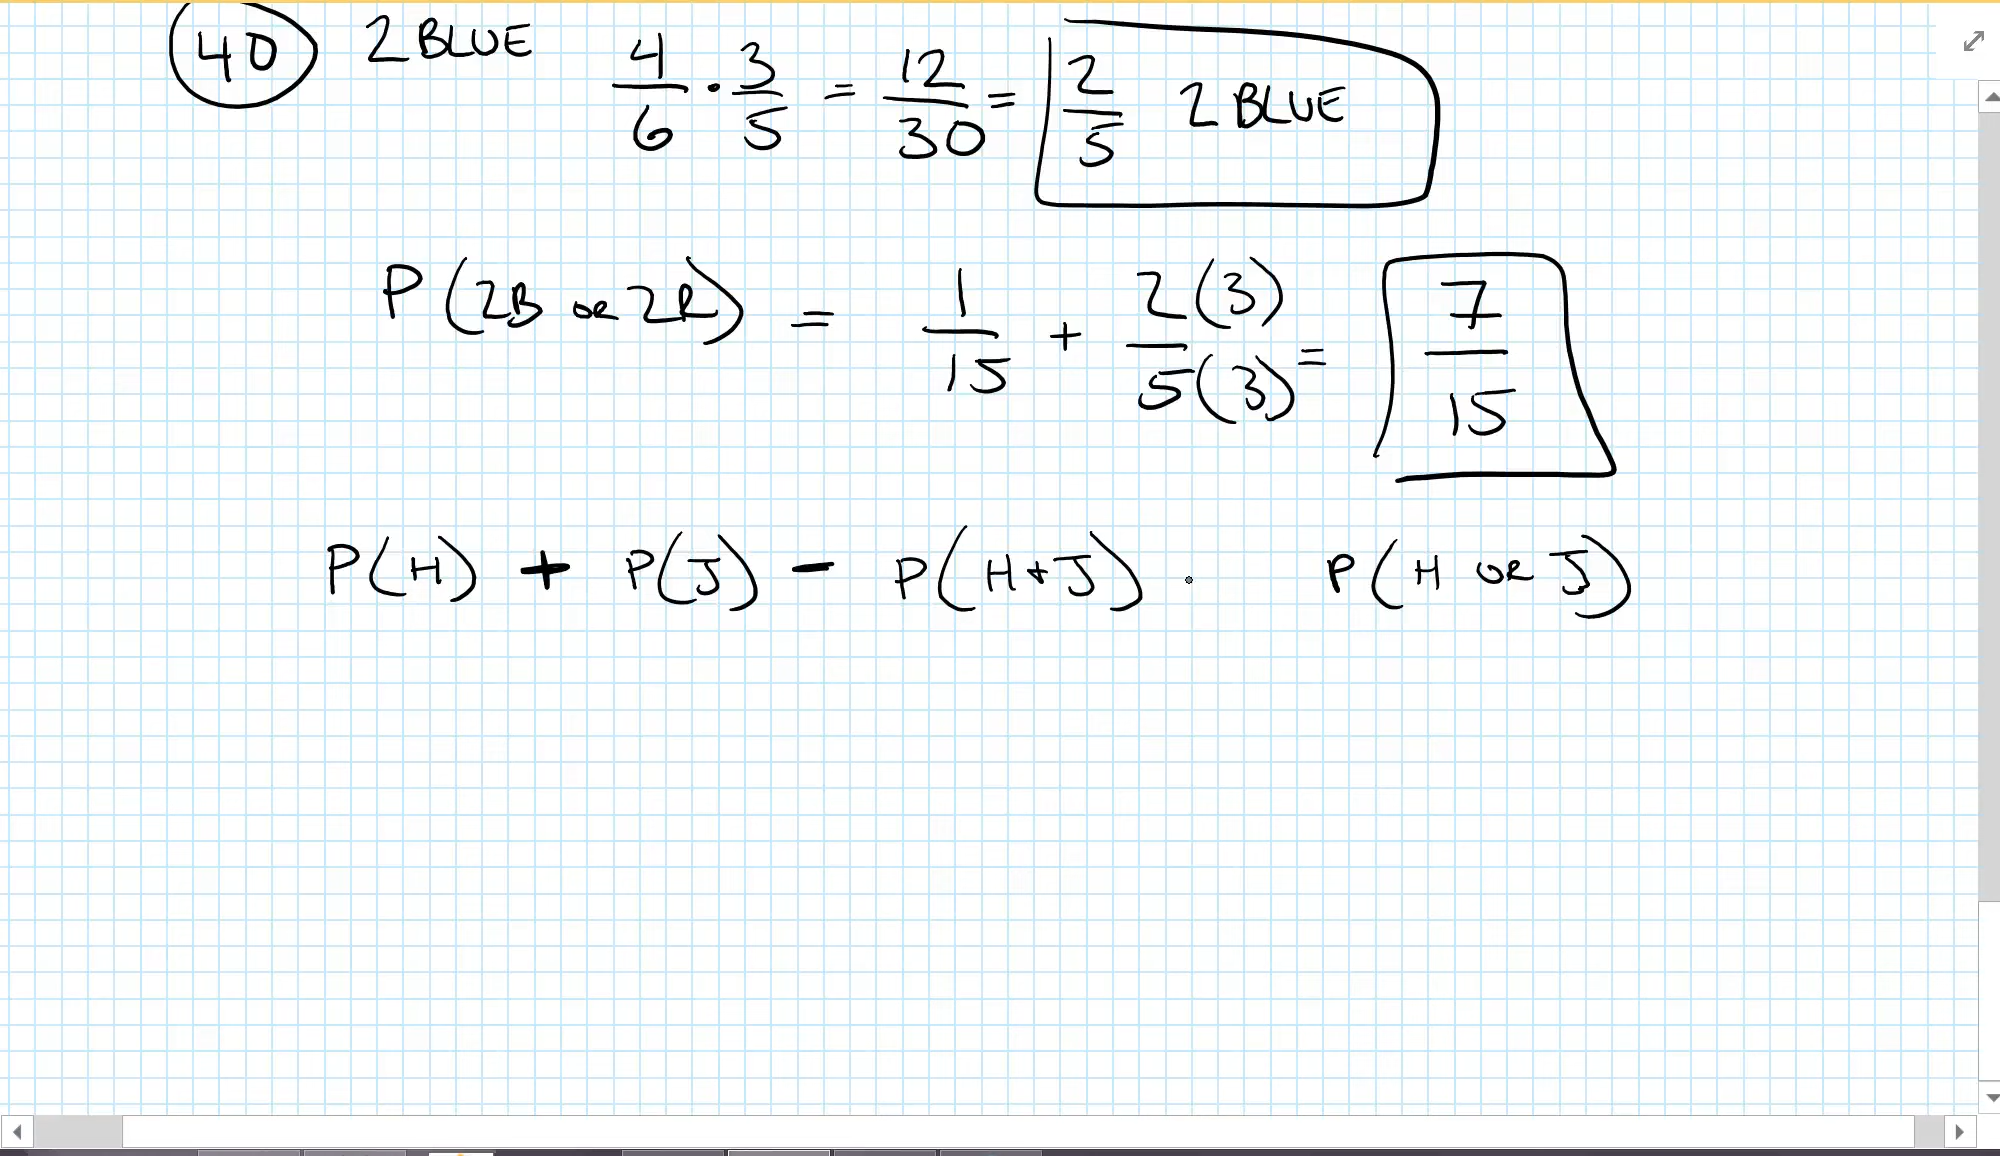 40 2 BLUE 4/6 · 3/5 = 12/30 = 2/5 2 BLUE
P(2B OR 2R) = 1/15 + 2(3)/5(3) = 7/15
P(H) + P(J) - P(H+J) P(H OR J)